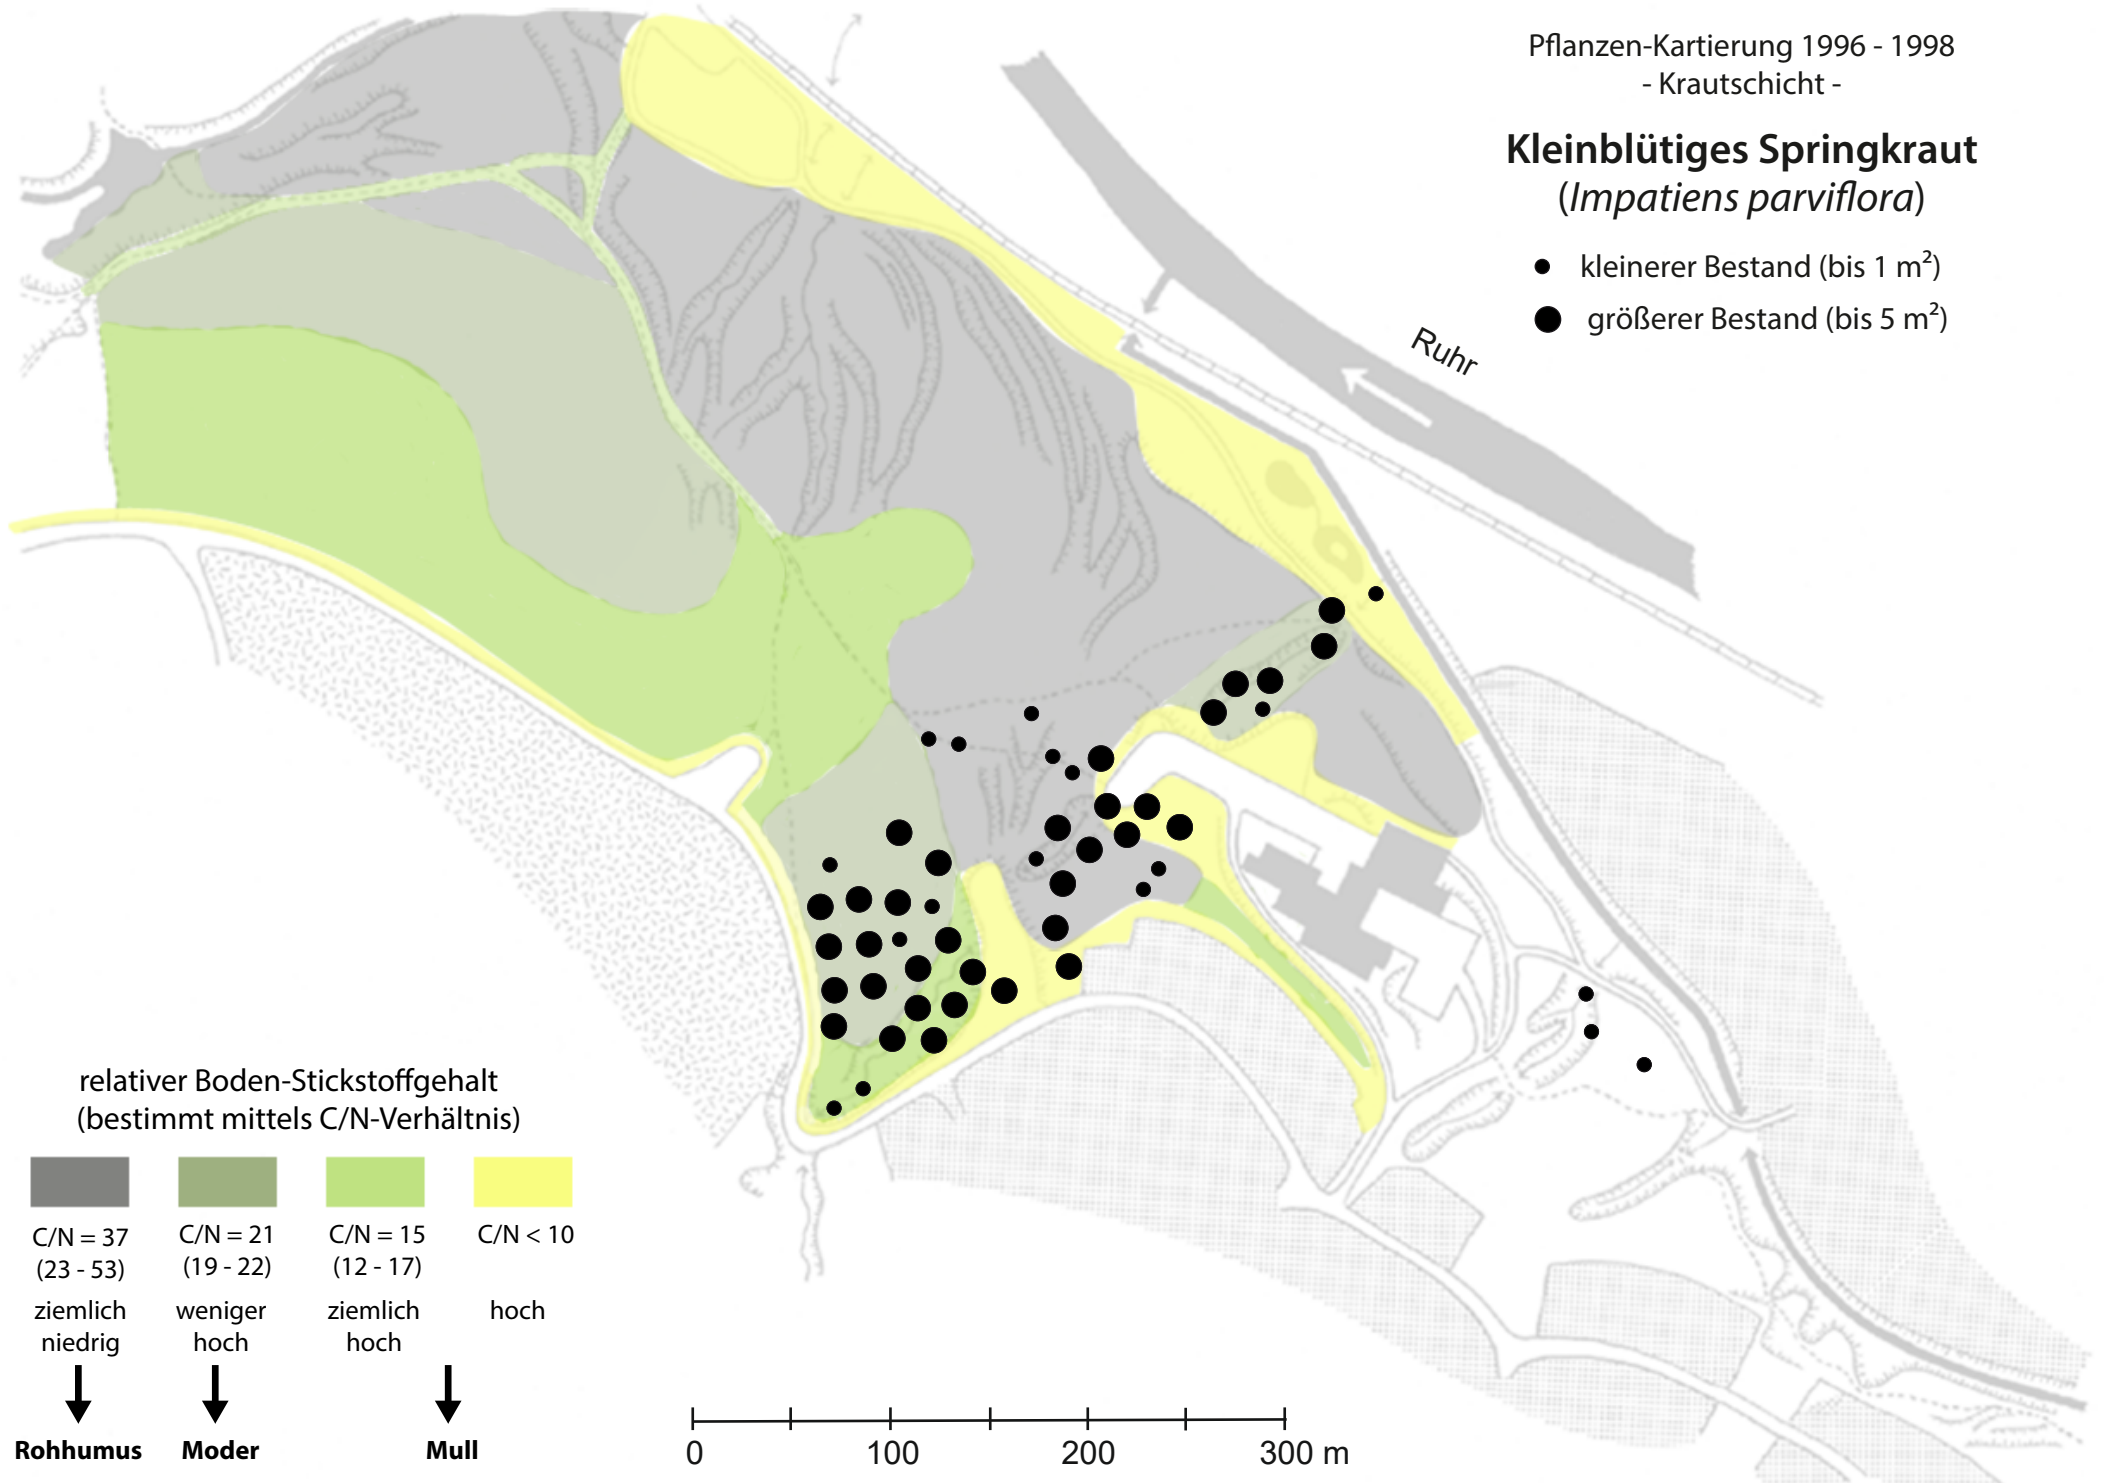 Pflanzen-Kartierung 1996 - 1998
- Krautschicht -
Kleinblütiges Springkraut
(Impatiens parviflora)
kleinerer Bestand (bis 1 m²)
größerer Bestand (bis 5 m²)
Ruhr
relativer Boden-Stickstoffgehalt
(bestimmt mittels C/N-Verhältnis)
C/N = 37 C/N = 21 C/N = 15 C/N < 10
(23 - 53) (19 - 22) (12 - 17)
ziemlich weniger ziemlich hoch
niedrig hoch hoch
Rohhumus Moder Mull
0 100 200 300 m